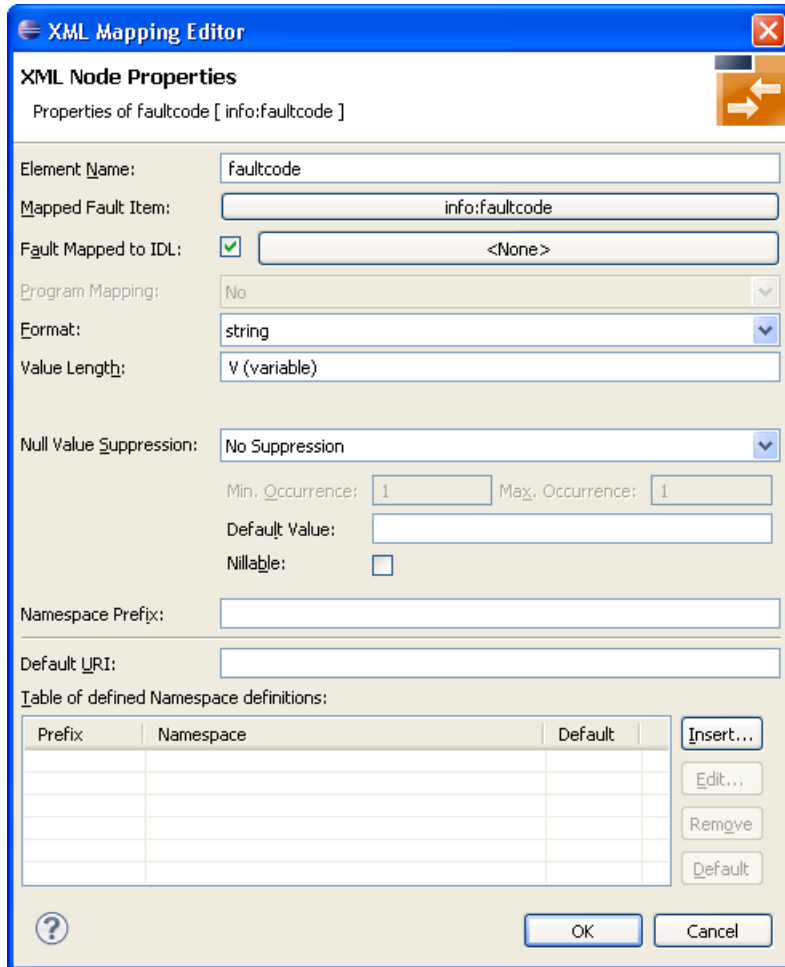 XML Mapping Editor
XML Node Properties
Properties of faultcode [ info:faultcode ]
Element Name: faultcode
Mapped Fault Item: info:faultcode
Fault Mapped to IDL: <None>
Program Mapping: No
Format: string
Value Length: V (variable)
Null Value Suppression: No Suppression
Min. Occurrence: 1 Max. Occurrence: 1
Default Value:
Nillable:
Namespace Prefix:
Default URI:
Table of defined Namespace definitions:
Prefix Namespace Default Insert...
Edit...
Remove
Default
? OK Cancel